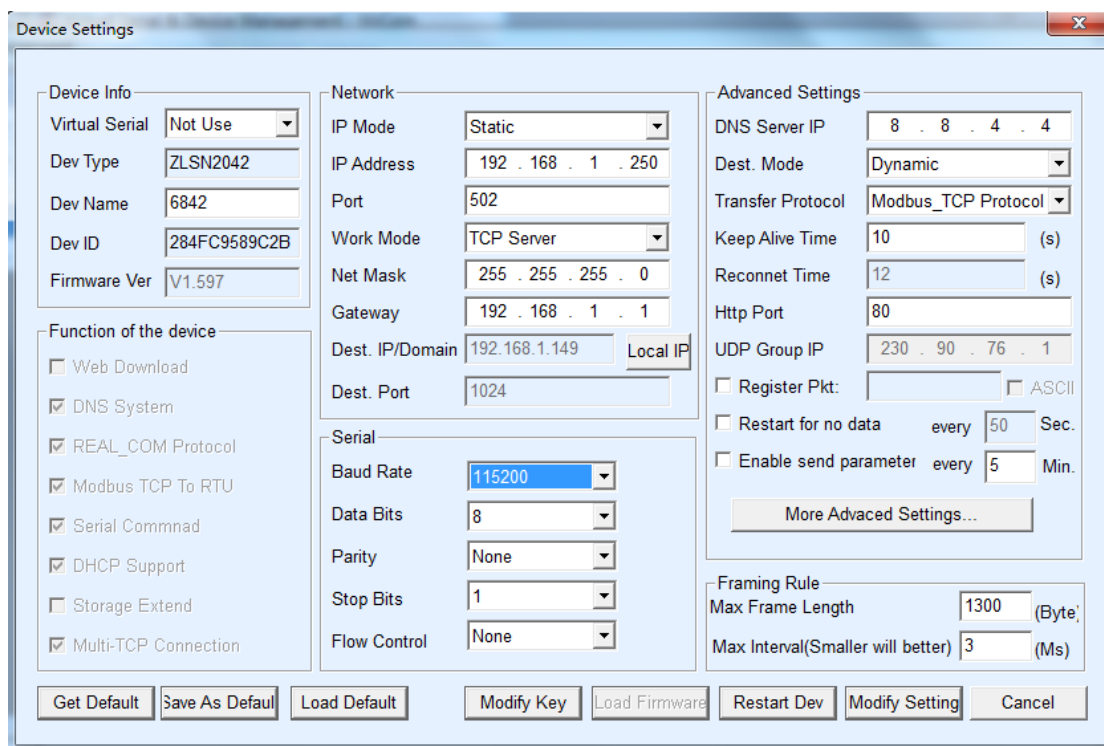 Device Settings
Device Info
Virtual Serial Not Use
Dev Type ZLSN2042
Dev Name 6842
Dev ID 284FC9589C2B
Firmware Ver V1.597
Function of the device
Web Download
DNS System
REAL_COM Protocol
Modbus TCP To RTU
Serial Commnad
DHCP Support
Storage Extend
Multi-TCP Connection
Network
IP Mode Static
IP Address 192 . 168 . 1 . 250
Port 502
Work Mode TCP Server
Net Mask 255 . 255 . 255 . 0
Gateway 192 . 168 . 1 . 1
Dest. IP/Domain 192.168.1.149 Local IP
Dest. Port 1024
Serial
Baud Rate 115200
Data Bits 8
Parity None
Stop Bits 1
Flow Control None
Advanced Settings
DNS Server IP 8 . 8 . 4 . 4
Dest. Mode Dynamic
Transfer Protocol Modbus_TCP Protocol
Keep Alive Time 10 (s)
Reconnet Time 12 (s)
Http Port 80
UDP Group IP 230 . 90 . 76 . 1
Register Pkt: ASCII
Restart for no data every 50 Sec.
Enable send parameter every 5 Min.
More Advaced Settings...
Framing Rule
Max Frame Length 1300 (Byte)
Max Interval(Smaller will better) 3 (Ms)
Get Default Save As Defaul Load Default Modify Key Load Firmware Restart Dev Modify Setting Cancel